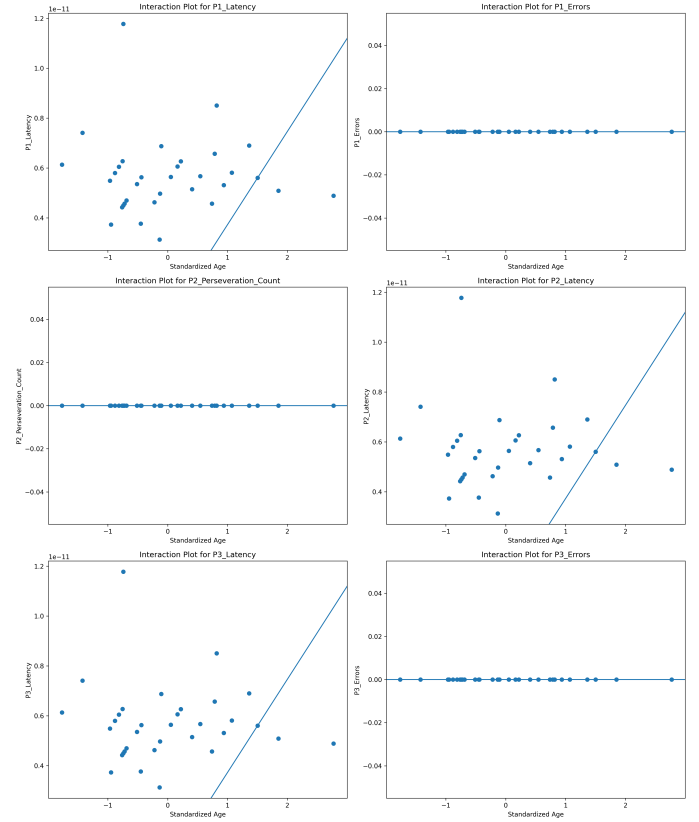 Interaction Plot for P1_Latency
1e−11
1.2
1.0
0.8
0.6
0.4
P1_Latency
−1 0 1 2
Standardized Age
Interaction Plot for P1_Errors
0.04
0.02
0.00
−0.02
−0.04
P1_Errors
−1 0 1 2
Standardized Age
Interaction Plot for P2_Perseveration_Count
0.04
0.02
0.00
−0.02
−0.04
P2_Perseveration_Count
−1 0 1 2
Standardized Age
Interaction Plot for P2_Latency
1e−11
1.2
1.0
0.8
0.6
0.4
P2_Latency
−1 0 1 2
Standardized Age
Interaction Plot for P3_Latency
1e−11
1.2
1.0
0.8
0.6
0.4
P3_Latency
−1 0 1 2
Standardized Age
Interaction Plot for P3_Errors
0.04
0.02
0.00
−0.02
−0.04
P3_Errors
−1 0 1 2
Standardized Age